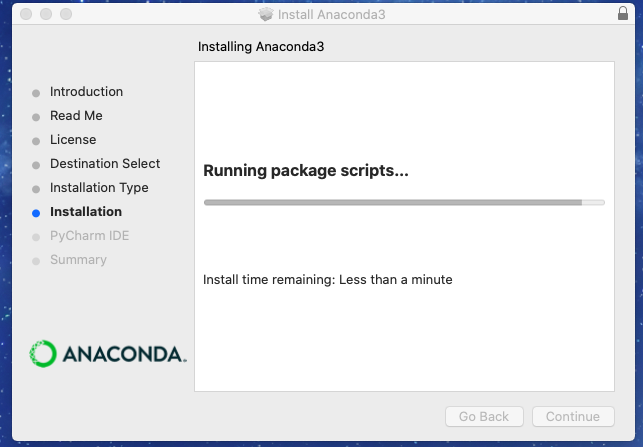 Install Anaconda3
Installing Anaconda3
Introduction
Read Me
License
Destination Select
Installation Type
Installation
PyCharm IDE
Summary
Running package scripts...
Install time remaining: Less than a minute
ANACONDA.
Go Back
Continue